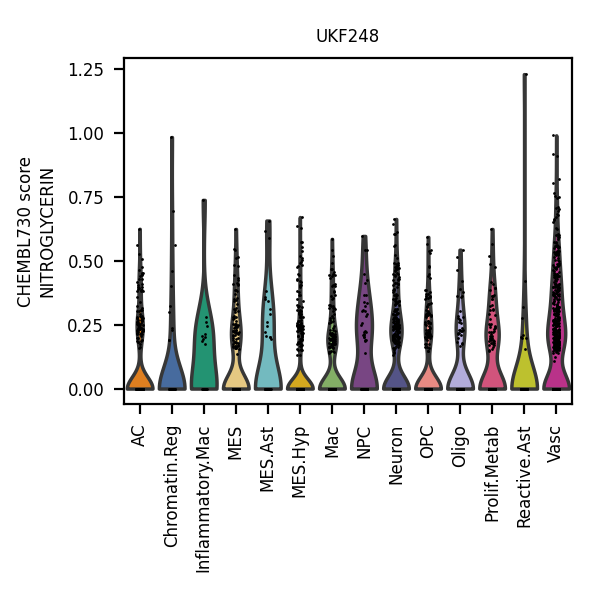 UKF248
CHEMBL730 score
NITROGLYCERIN
1.25
1.00
0.75
0.50
0.25
0.00
AC
Chromatin.Reg
Inflammatory.Mac
MES
MES.Ast
MES.Hyp
Mac
NPC
Neuron
OPC
Oligo
Prolif.Metab
Reactive.Ast
Vasc